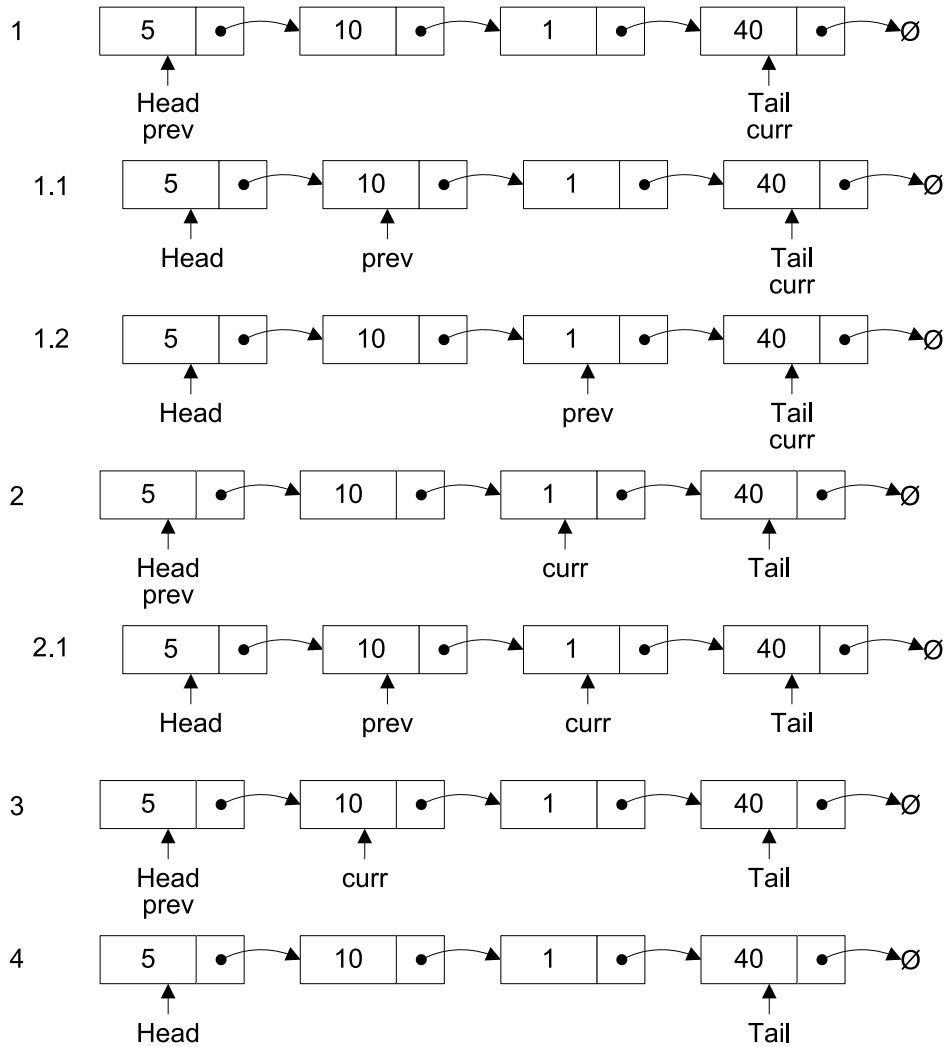 1 5 10 1 40 Ø
Head Tail
prev curr
1.1 5 10 1 40 Ø
Head prev Tail
curr
1.2 5 10 1 40 Ø
Head prev Tail
curr
2 5 10 1 40 Ø
Head curr Tail
prev
2.1 5 10 1 40 Ø
Head prev curr Tail
3 5 10 1 40 Ø
Head curr Tail
prev
4 5 10 1 40 Ø
Head Tail